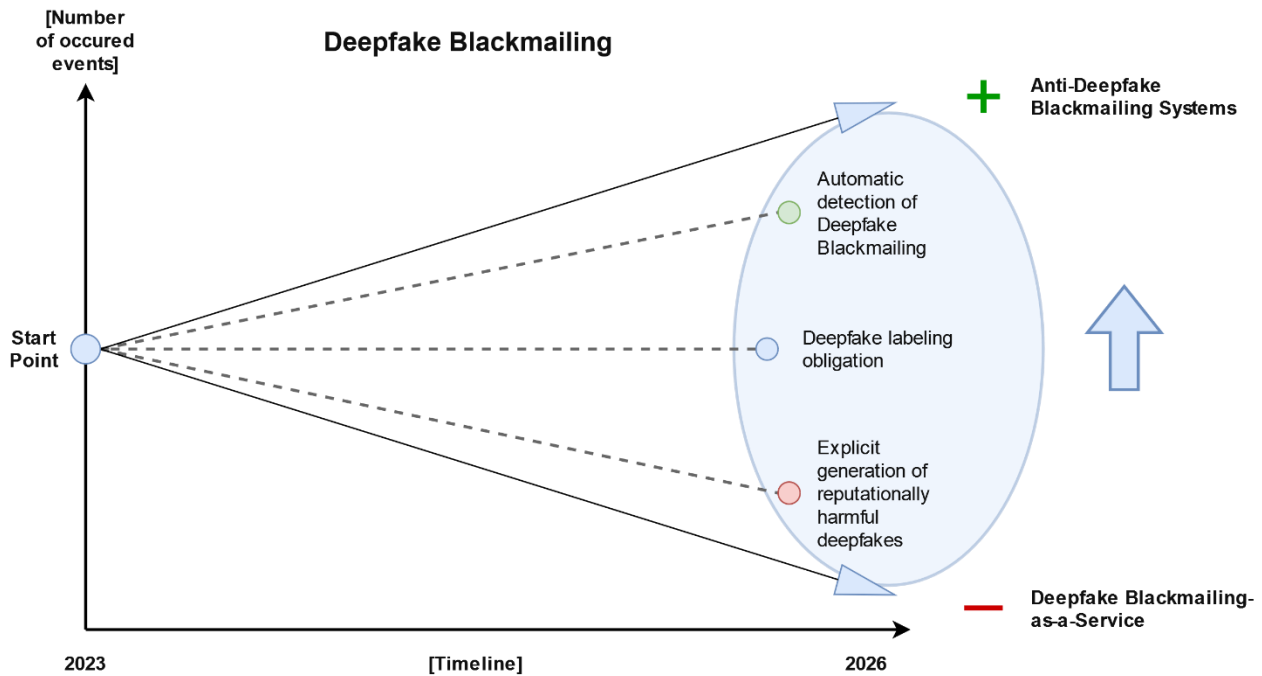 [Number
of occured
events]
Deepfake Blackmailing
Anti-Deepfake
Blackmailing Systems
Automatic
detection of
Deepfake
Blackmailing
Start
Point
Deepfake labeling
obligation
Explicit
generation of
reputationally
harmful
deepfakes
Deepfake Blackmailing-
as-a-Service
2023
[Timeline]
2026